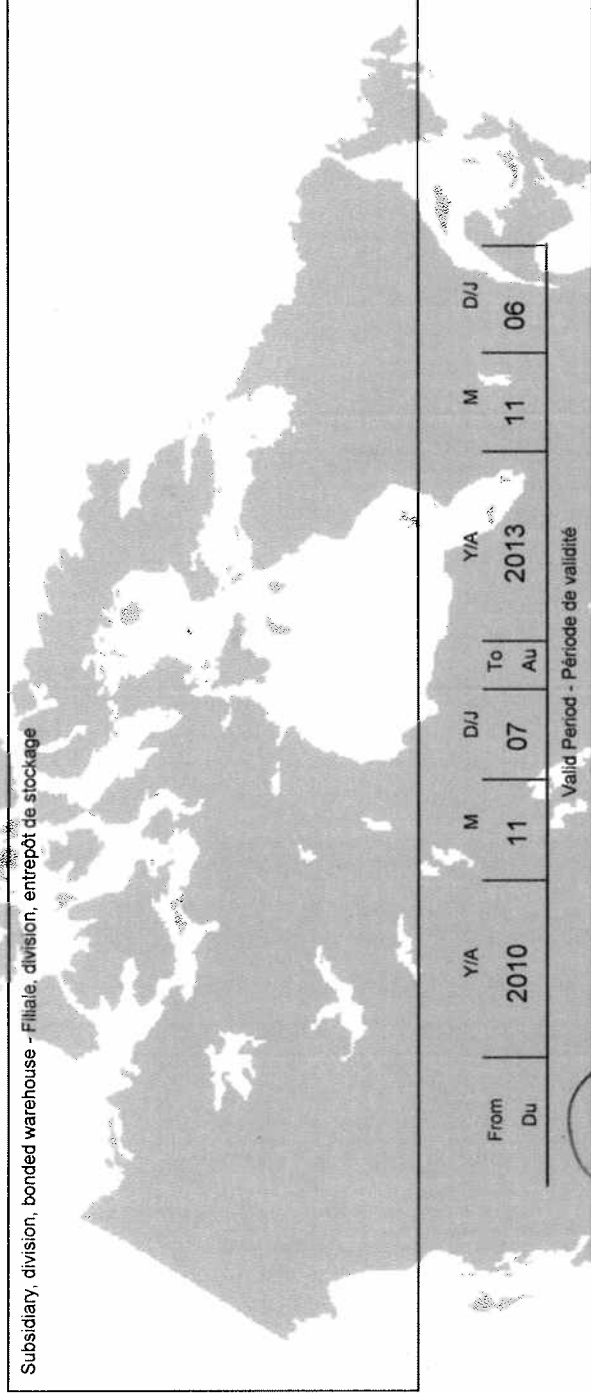 Subsidiary, division, bonded warehouse - Filiale, division, entrepôt de stockage
From Y/A M D/J To Y/A M D/J
Du 2010 11 07 Au 2013 11 06
Valid Period - Période de validité